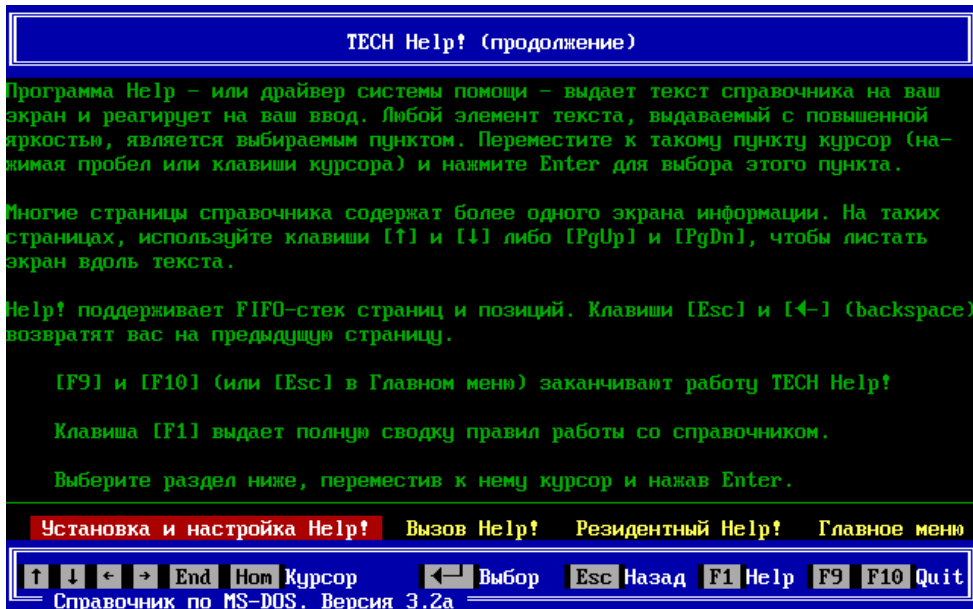 TECH Help! (продолжение)
Программа Help – или драйвер системы помощи – выдает текст справочника на ваш
экран и реагирует на ваш ввод. Любой элемент текста, выдаваемый с повышенной
яркостью, является выбираемым пунктом. Переместите к такому пункту курсор (на-
жимая пробел или клавиши курсора) и нажмите Enter для выбора этого пункта.
Многие страницы справочника содержат более одного экрана информации. На таких
страницах, используйте клавиши [↑] и [↓] либо [PgUp] и [PgDn], чтобы листать
экран вдоль текста.
Help! поддерживает FIFO-стек страниц и позиций. Клавиши [Esc] и [◄-] (backspace)
возвратят вас на предыдущую страницу.
[F9] и [F10] (или [Esc] в Главном меню) заканчивают работу TECH Help!
Клавиша [F1] выдает полную сводку правил работы со справочником.
Выберите раздел ниже, переместив к нему курсор и нажав Enter.
Установка и настройка Help! Вызов Help! Резидентный Help! Главное меню
↑ ↓ ← → End Hom Курсор ◄─┘ Выбор Esc Назад F1 Help F9 F10 Quit
Справочник по MS-DOS. Версия 3.2a